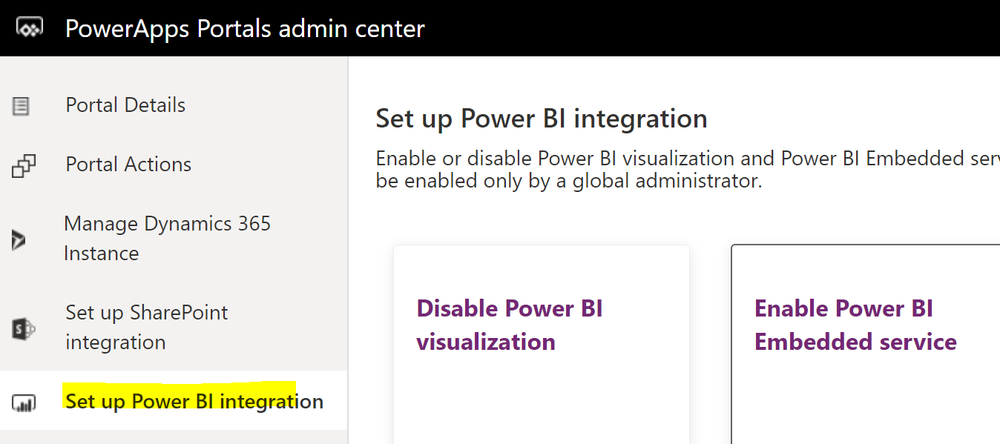 PowerApps Portals admin center
Portal Details
Portal Actions
Manage Dynamics 365
Instance
Set up SharePoint
integration
Set up Power BI integration
Set up Power BI integration
Enable or disable Power BI visualization and Power BI Embedded
be enabled only by a global administrator.
Disable Power BI
visualization
Enable Power BI
Embedded service